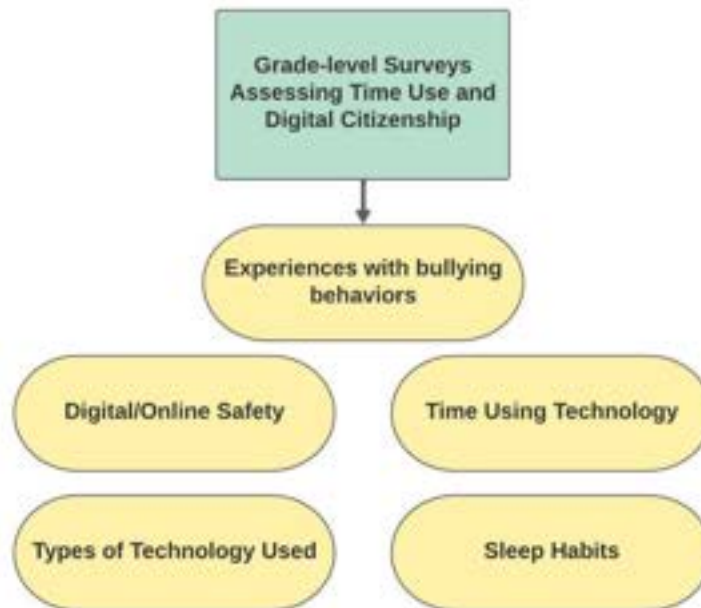 Grade-level Surveys
Assessing Time Use and
Digital Citizenship
Experiences with bullying
behaviors
Digital/Online Safety
Time Using Technology
Types of Technology Used
Sleep Habits